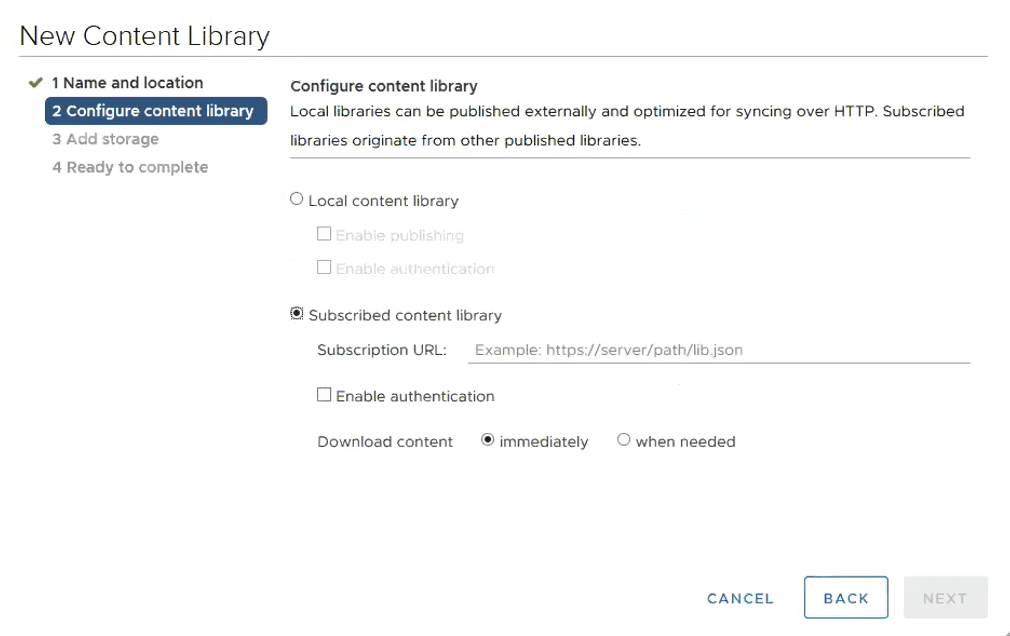 New Content Library
1 Name and location
2 Configure content library
3 Add storage
4 Ready to complete
Configure content library
Local libraries can be published externally and optimized for syncing over HTTP. Subscribed
libraries originate from other published libraries.
Local content library
Enable publishing
Enable authentication
Subscribed content library
Subscription URL: Example: https://server/path/lib.json
Enable authentication
Download content immediately when needed
CANCEL BACK NEXT